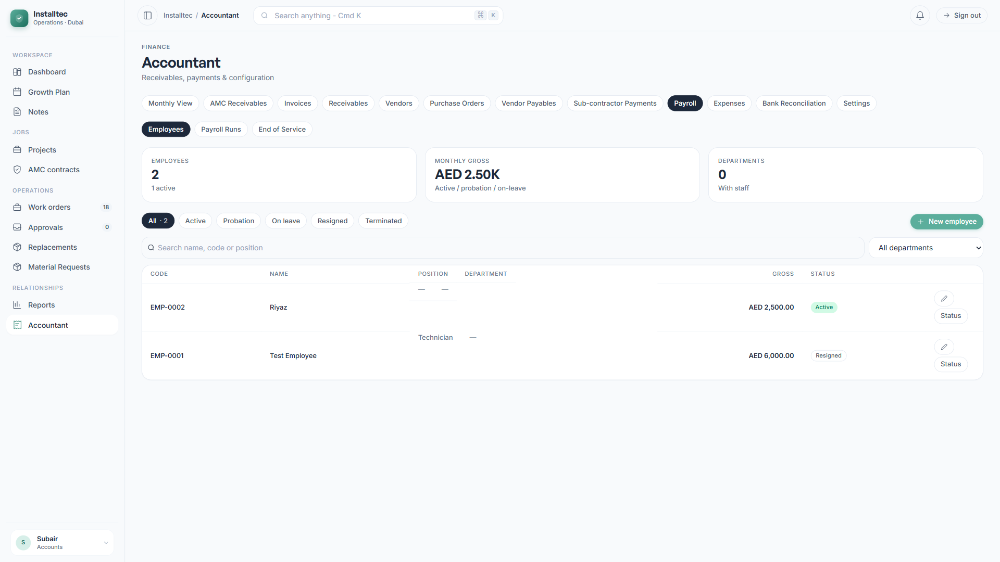 Installtec
Operations · Dubai
Installtec / Accountant
Search anything - Cmd K
⌘ K
Sign out
WORKSPACE
Dashboard
Growth Plan
Notes
JOBS
Projects
AMC contracts
OPERATIONS
Work orders 18
Approvals 0
Replacements
Material Requests
RELATIONSHIPS
Reports
Accountant
S
Subair
Accounts
FINANCE
Accountant
Receivables, payments & configuration
Monthly View AMC Receivables Invoices Receivables Vendors Purchase Orders Vendor Payables Sub-contractor Payments Payroll Expenses Bank Reconciliation Settings
Employees Payroll Runs End of Service
EMPLOYEES
2
1 active
MONTHLY GROSS
AED 2.50K
Active / probation / on-leave
DEPARTMENTS
0
With staff
All · 2 Active Probation On leave Resigned Terminated
+ New employee
Search name, code or position
All departments
CODE NAME POSITION DEPARTMENT GROSS STATUS
— —
EMP-0002 Riyaz AED 2,500.00 Active
Status
Technician —
EMP-0001 Test Employee AED 6,000.00 Resigned
Status